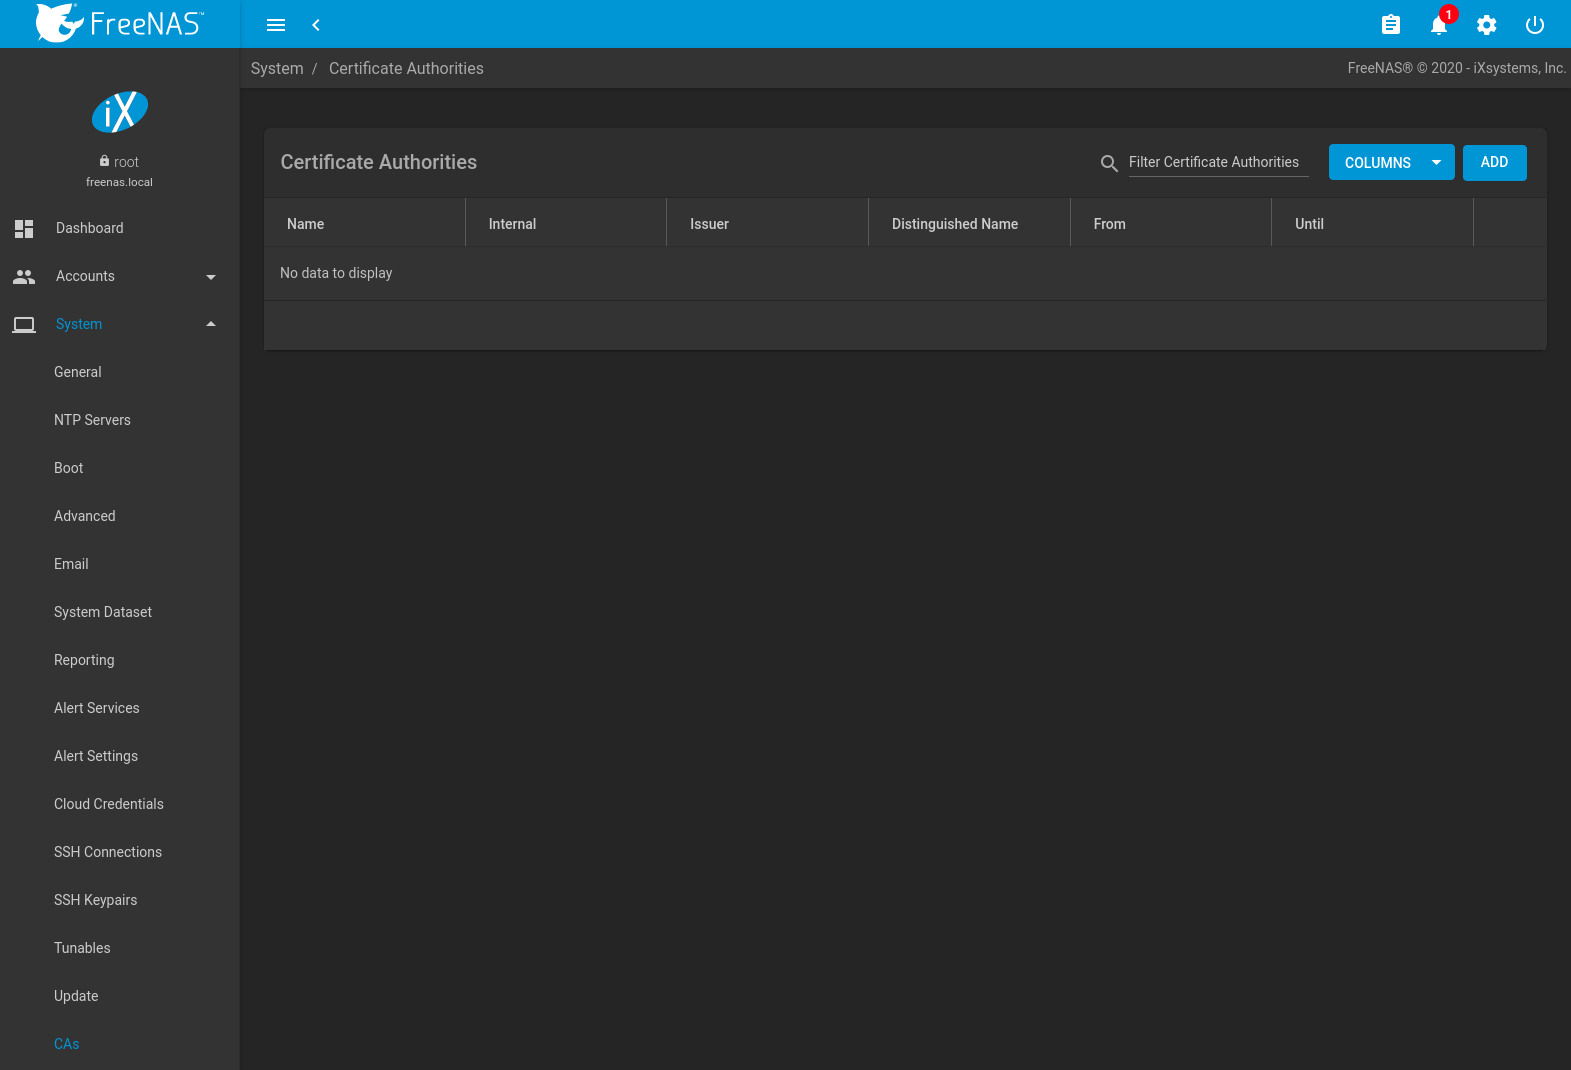 FreeNAS™
1
System / Certificate Authorities
FreeNAS® © 2020 - iXsystems, Inc.
iX
root
freenas.local
Dashboard
Accounts
System
General
NTP Servers
Boot
Advanced
Email
System Dataset
Reporting
Alert Services
Alert Settings
Cloud Credentials
SSH Connections
SSH Keypairs
Tunables
Update
CAs
Certificate Authorities
Filter Certificate Authorities
COLUMNS
ADD
Name Internal Issuer Distinguished Name From Until
No data to display